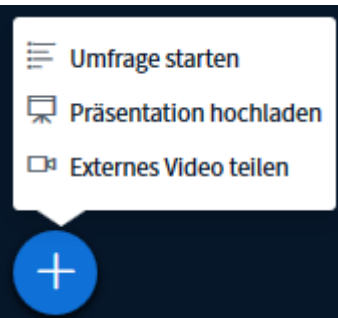 Umfrage starten
Präsentation hochladen
Externes Video teilen